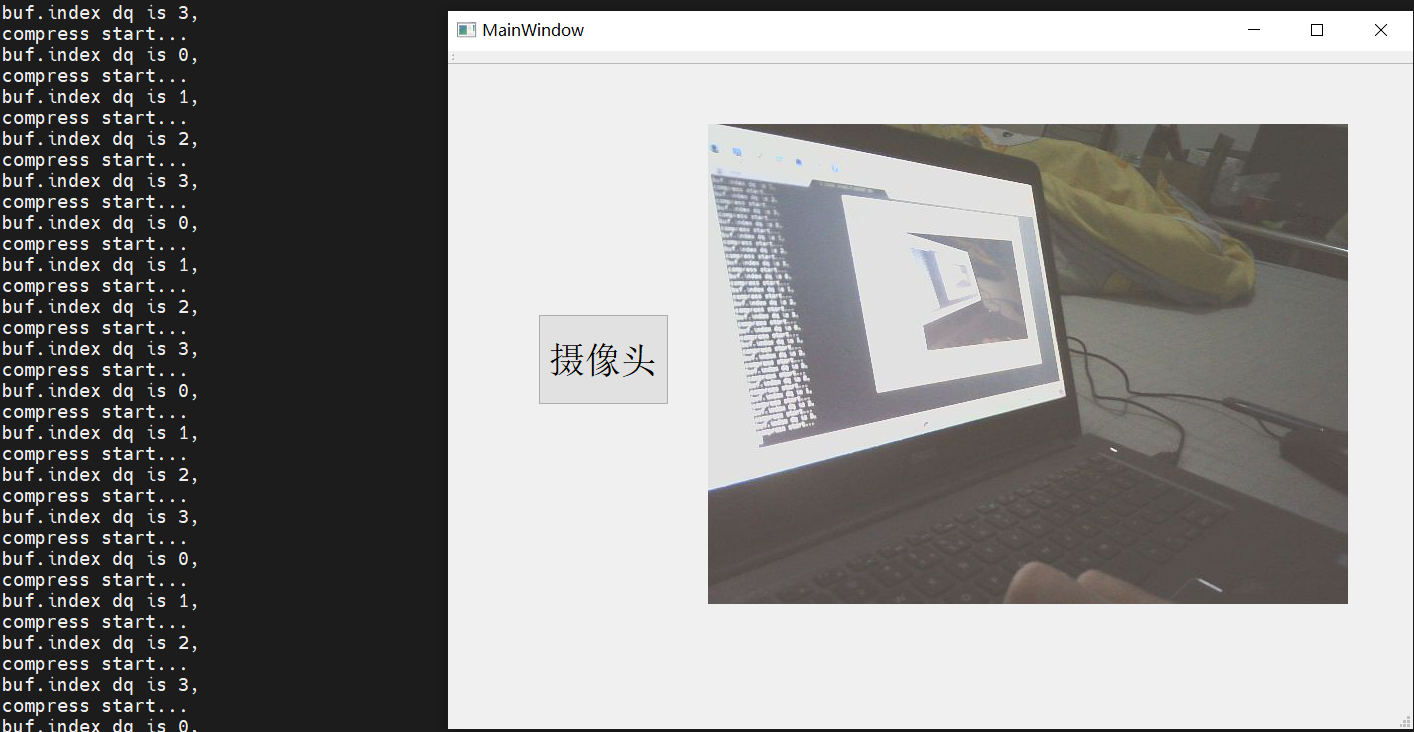 buf.index dq is 3,
compress start...
buf.index dq is 0,
compress start...
buf.index dq is 1,
compress start...
buf.index dq is 2,
compress start...
buf.index dq is 3,
compress start...
buf.index dq is 0,
compress start...
buf.index dq is 1,
compress start...
buf.index dq is 2,
compress start...
buf.index dq is 3,
compress start...
buf.index dq is 0,
compress start...
buf.index dq is 1,
compress start...
buf.index dq is 2,
compress start...
buf.index dq is 3,
compress start...
buf.index dq is 0,
compress start...
buf.index dq is 1,
compress start...
buf.index dq is 2,
compress start...
buf.index dq is 3,
compress start...
buf.index dq is 0,
MainWindow
摄像头